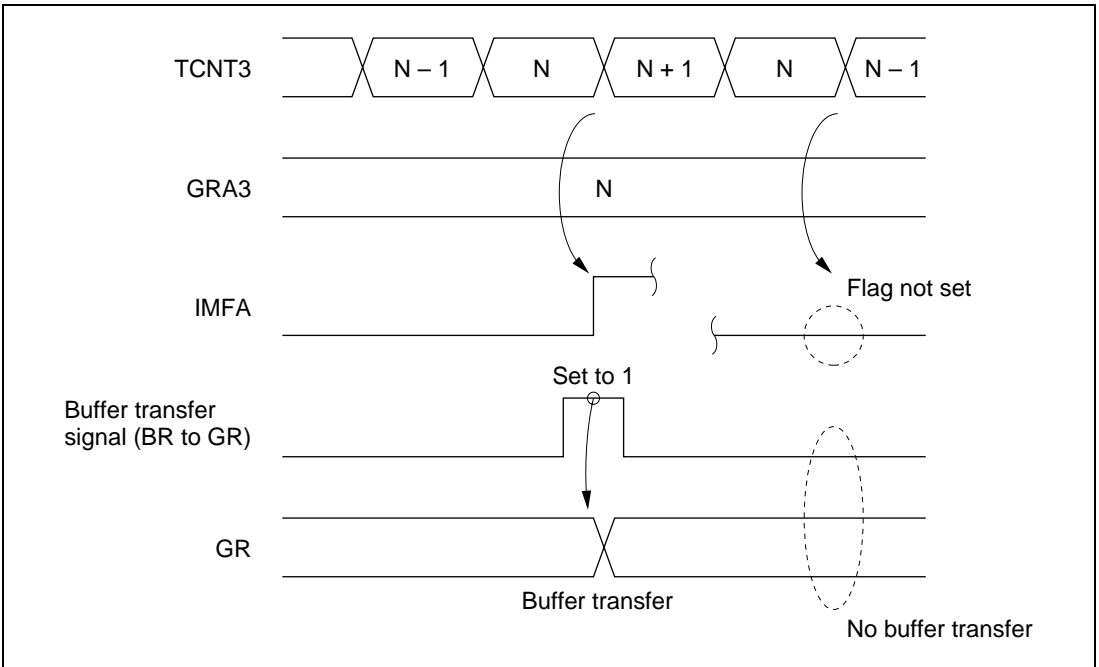 TCNT3
N – 1
N
N + 1
N
N – 1
GRA3
N
IMFA
Flag not set
Set to 1
Buffer transfer
signal (BR to GR)
GR
Buffer transfer
No buffer transfer